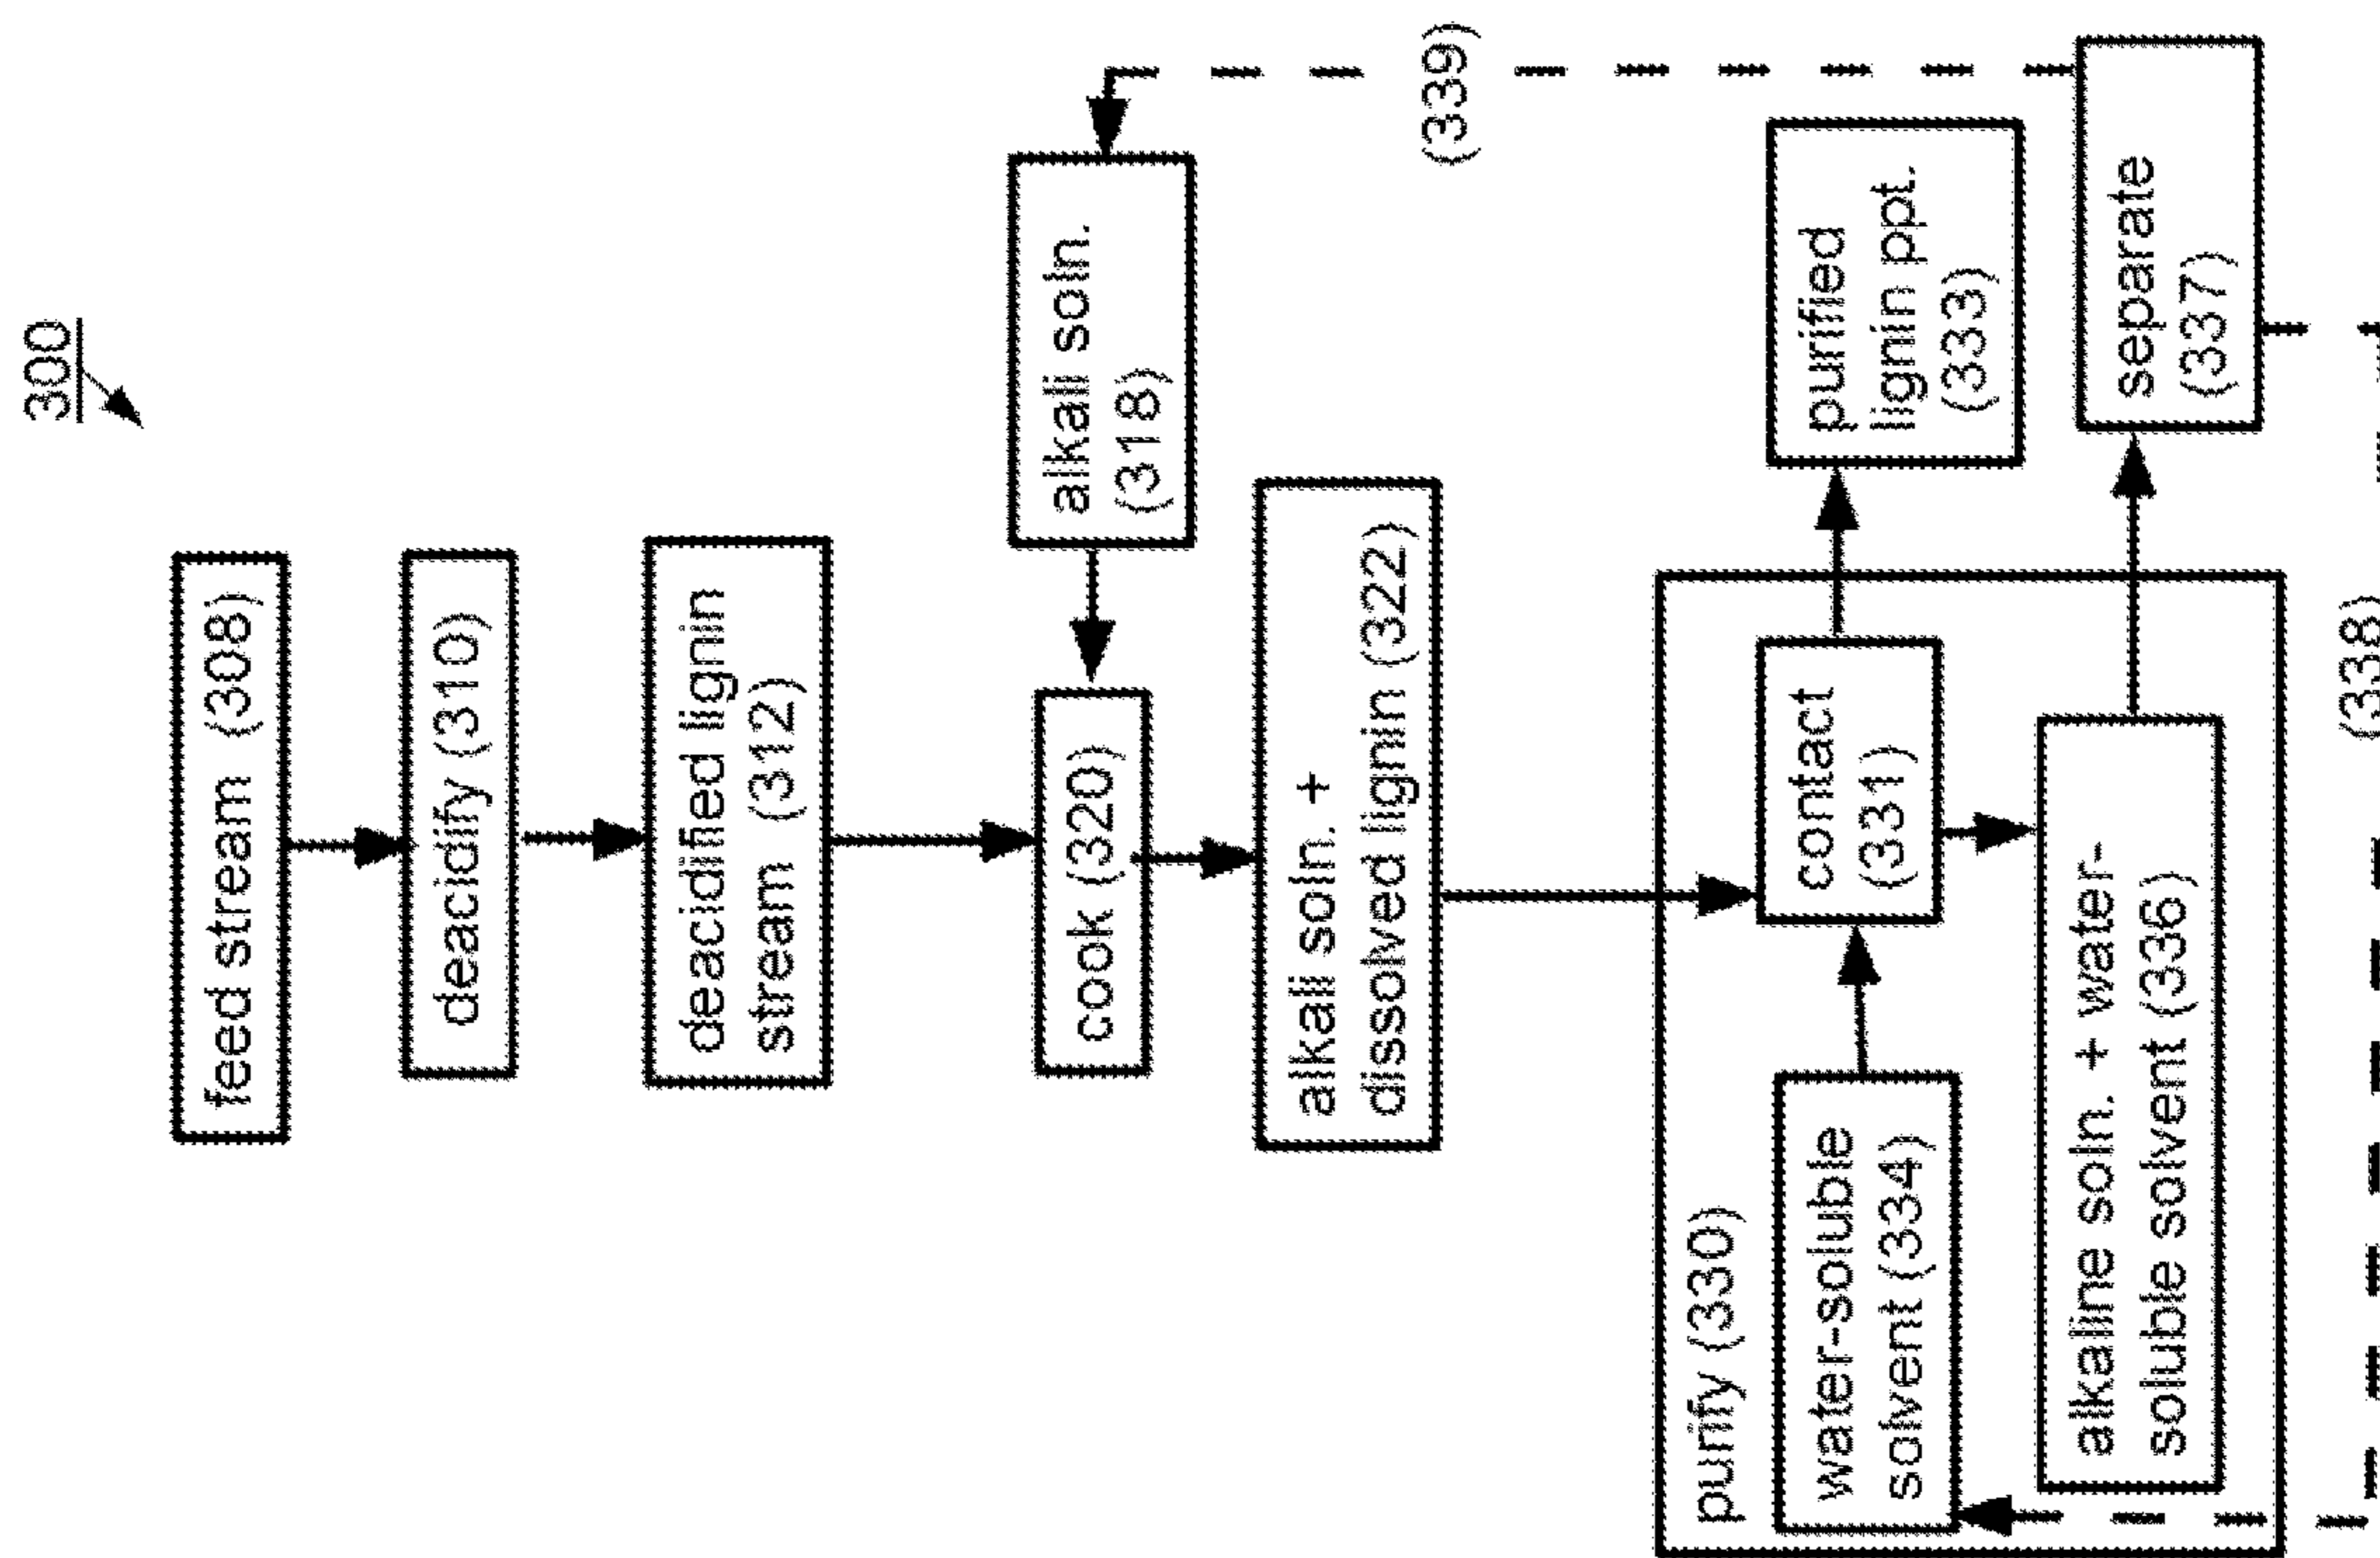 300
feed stream (308)
deacidify (310)
deacidified lignin
stream (312)
alkali soln.
(318)
cook (320)
alkali soln. +
dissolved lignin (322)
(339)
purify (330)
water-soluble
solvent (334)
contact
(331)
purified
lignin ppt.
(333)
alkaline soln. + water-
soluble solvent (336)
separate
(337)
(338)